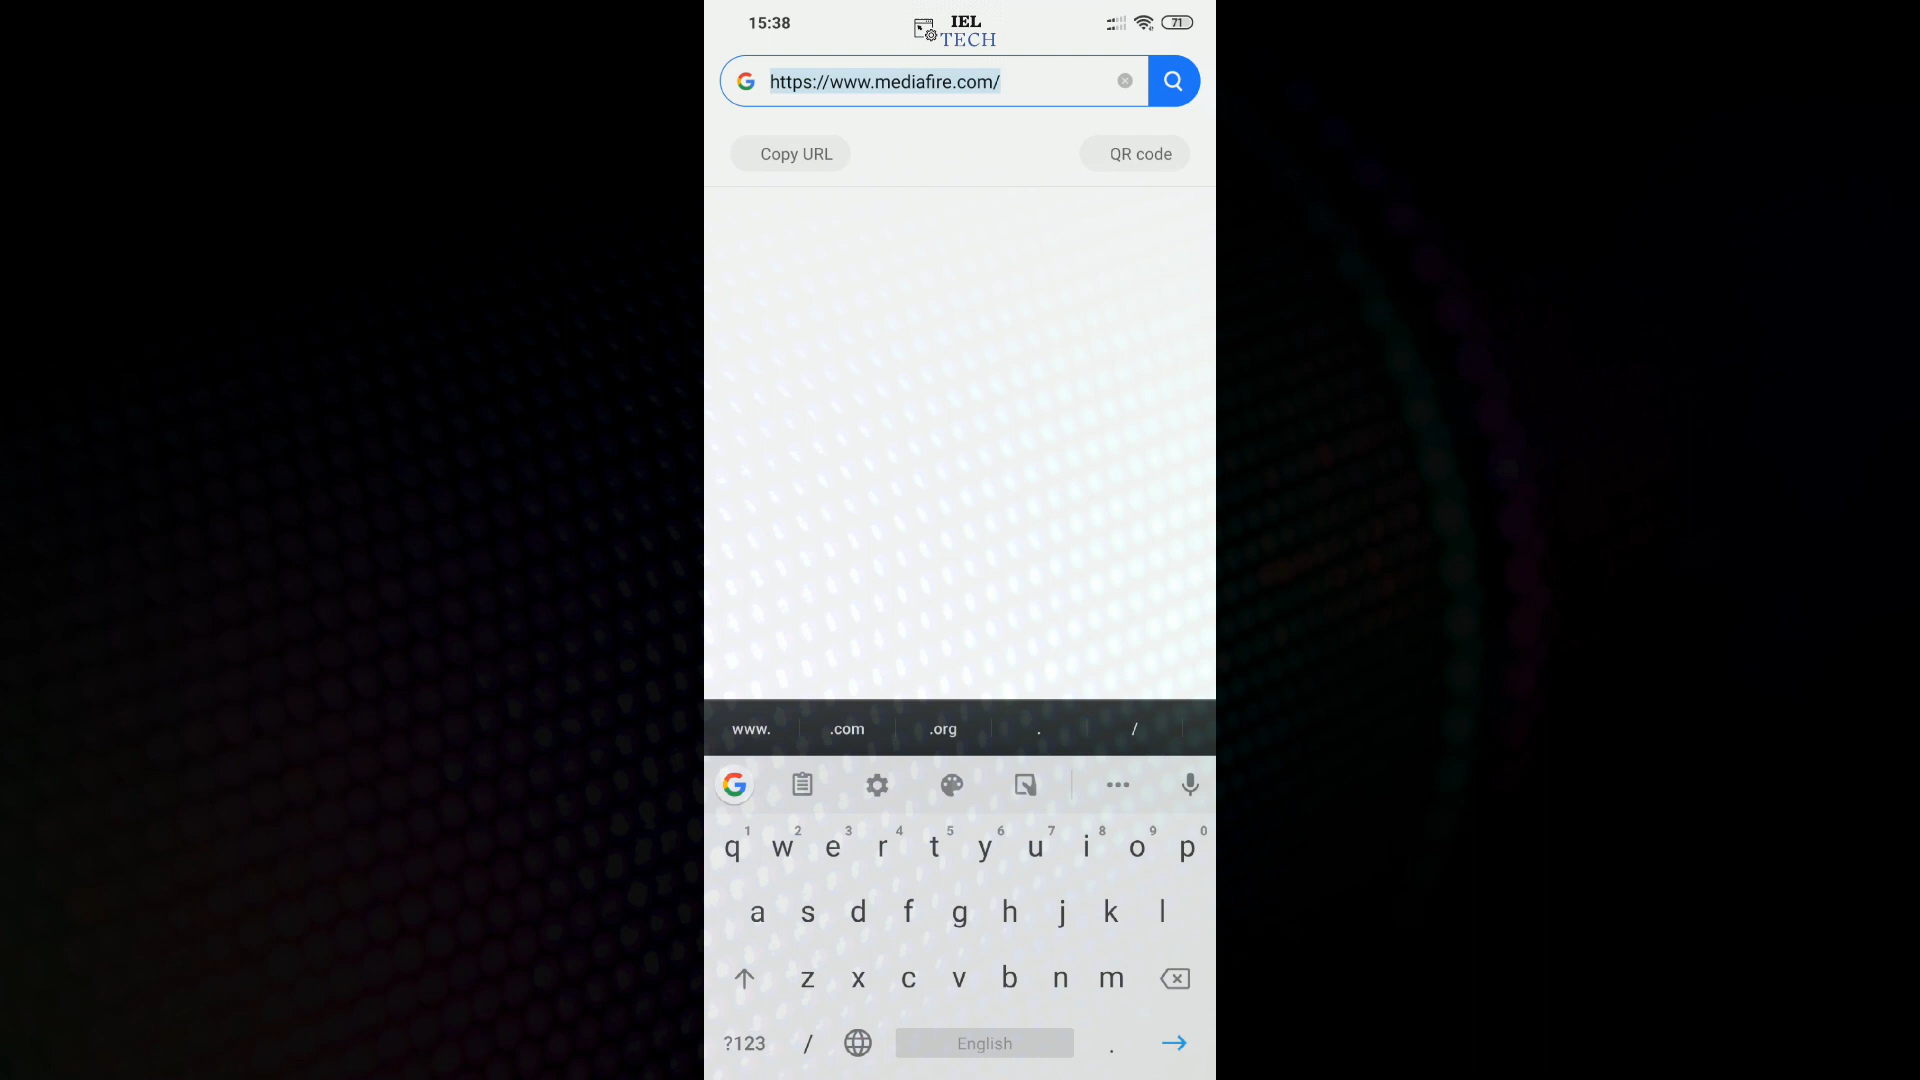 15:38
IEL
TECH
71
https://www.mediafire.com/
Copy URL
QR code
www. .com .org . /
1 2 3 4 5 6 7 8 9 0
q w e r t y u i o p
a s d f g h j k l
z x c v b n m
?123 / English .